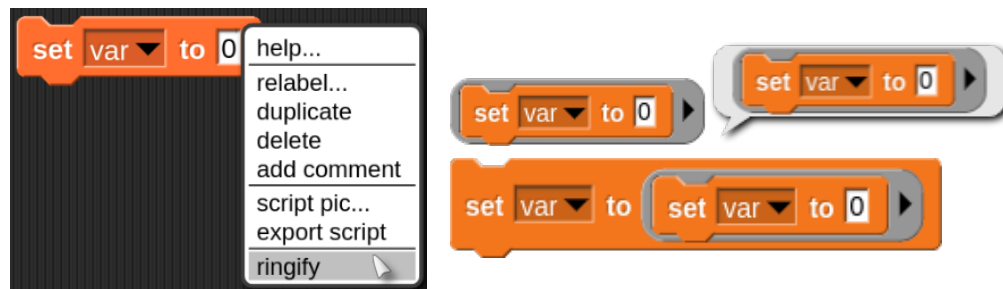 set var to 0
help...
relabel...
duplicate
delete
add comment
script pic...
export script
ringify
set var to 0
set var to 0
set var to set var to 0